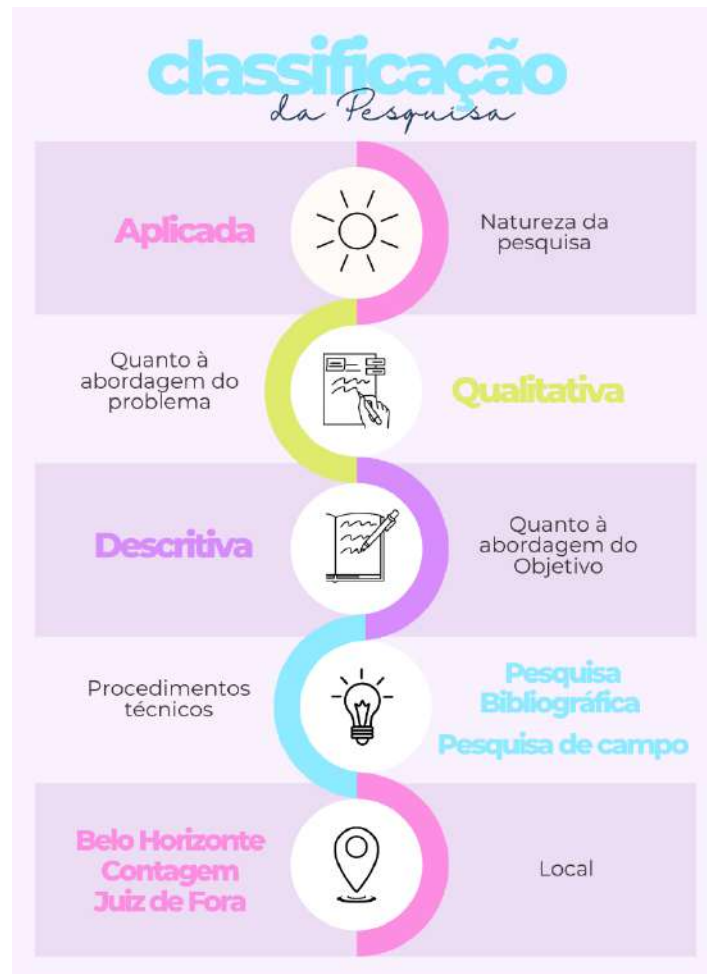 classificação
da Pesquisa
Aplicada
Natureza da
pesquisa
Quanto à
abordagem do
problema
Qualitativa
Descritiva
Quanto à
abordagem do
Objetivo
Procedimentos
técnicos
Pesquisa
Bibliográfica
Pesquisa de campo
Belo Horizonte
Contagem
Juiz de Fora
Local